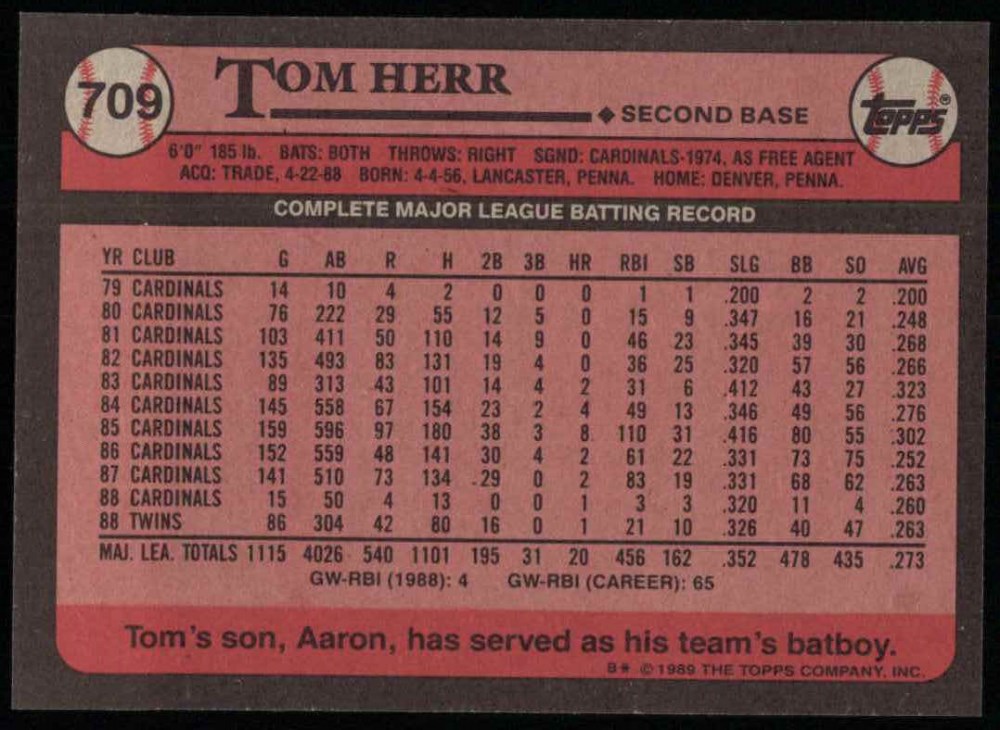 709
TOM HERR
◆ SECOND BASE
TOPPS®
6'0" 185 lb. BATS: BOTH THROWS: RIGHT SGND: CARDINALS-1974, AS FREE AGENT
ACQ: TRADE, 4-22-88 BORN: 4-4-56, LANCASTER, PENNA. HOME: DENVER, PENNA.
COMPLETE MAJOR LEAGUE BATTING RECORD
YR CLUB G AB R H 2B 3B HR RBI SB SLG BB SO AVG
79 CARDINALS 14 10 4 2 0 0 0 1 1 .200 2 2 .200
80 CARDINALS 76 222 29 55 12 5 0 15 9 .347 16 21 .248
81 CARDINALS 103 411 50 110 14 9 0 46 23 .345 39 30 .268
82 CARDINALS 135 493 83 131 19 4 0 36 25 .320 57 56 .266
83 CARDINALS 89 313 43 101 14 4 2 31 6 .412 43 27 .323
84 CARDINALS 145 558 67 154 23 2 4 49 13 .346 49 56 .276
85 CARDINALS 159 596 97 180 38 3 8 110 31 .416 80 55 .302
86 CARDINALS 152 559 48 141 30 4 2 61 22 .331 73 75 .252
87 CARDINALS 141 510 73 134 29 0 2 83 19 .331 68 62 .263
88 CARDINALS 15 50 4 13 0 0 1 3 3 .320 11 4 .260
88 TWINS 86 304 42 80 16 0 1 21 10 .326 40 47 .263
MAJ. LEA. TOTALS 1115 4026 540 1101 195 31 20 456 162 .352 478 435 .273
GW-RBI (1988): 4 GW-RBI (CAREER): 65
Tom's son, Aaron, has served as his team's batboy.
B* ©1989 THE TOPPS COMPANY, INC.